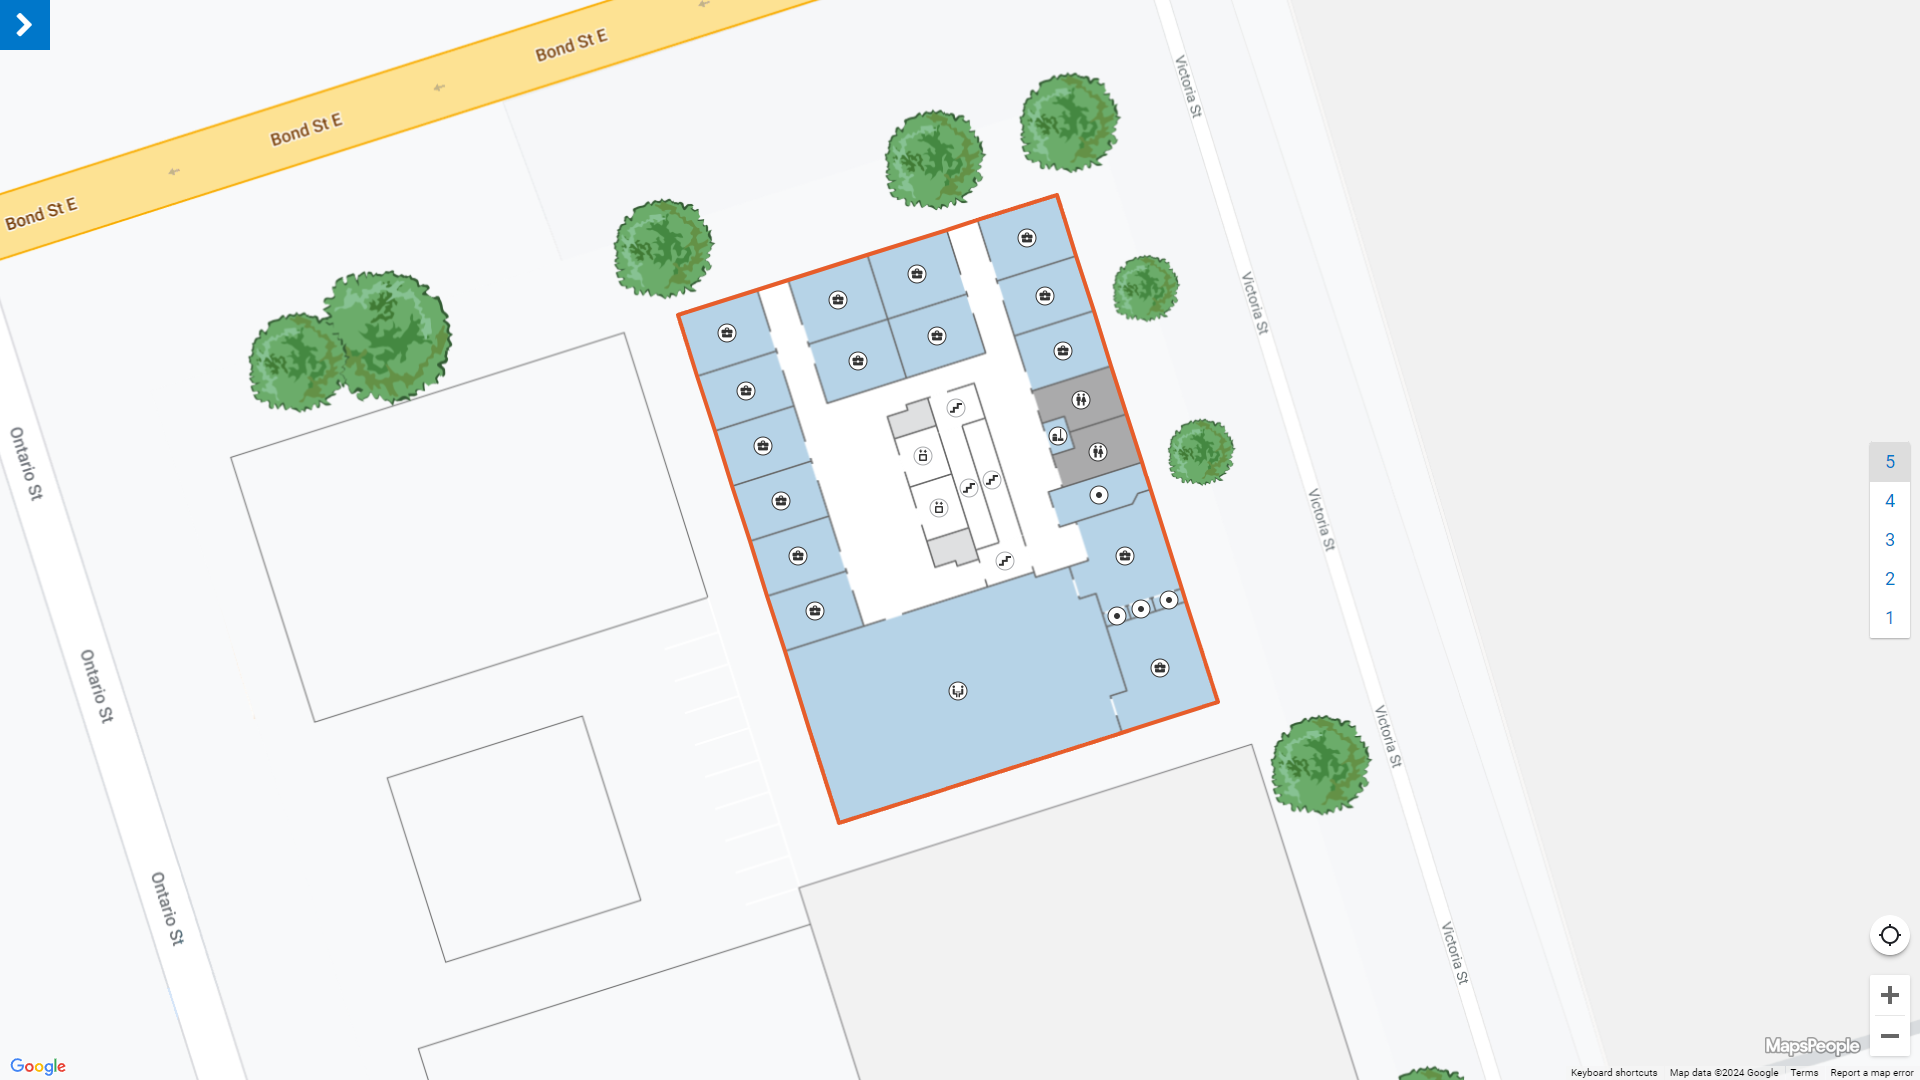 Bond St E
Bond St E
Bond St E
Victoria St
Victoria St
Victoria St
Victoria St
Victoria St
Ontario St
Ontario St
Ontario St
5
4
3
2
1
MapsPeople
Google
Keyboard shortcuts
Map data ©2024 Google
Terms
Report a map error